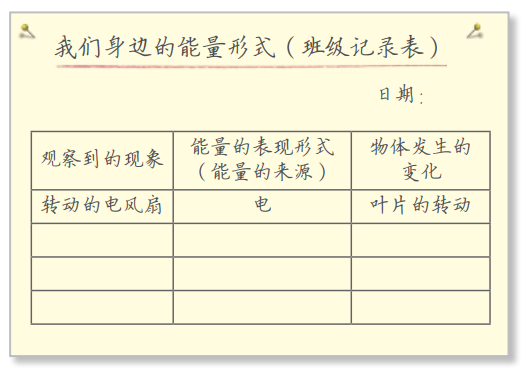 我们身边的能量形式（班级记录表）
日期：
观察到的现象
能量的表现形式
（能量的来源）
物体发生的
变化
转动的电风扇
电
叶片的转动